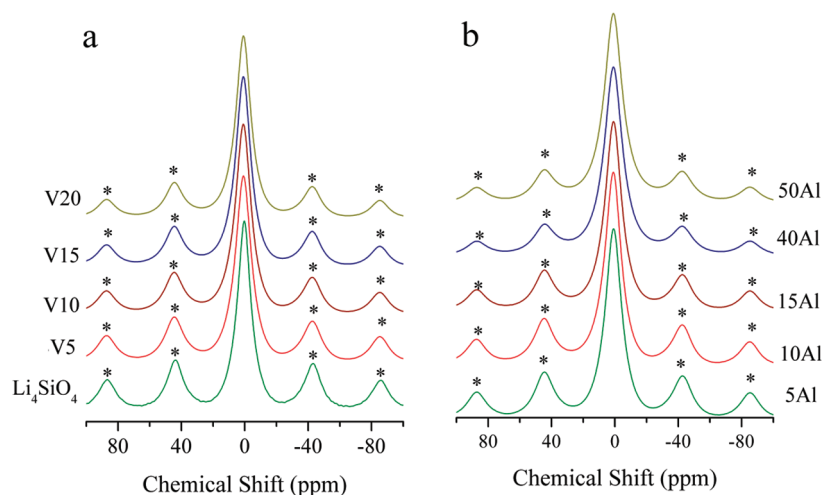 a
* * * *
V20
* * * *
V15
* * * *
V10
* * * *
V5
* * * *
Li₄SiO₄
80 40 0 -40 -80
Chemical Shift (ppm)
b
* * * *
50Al
* * * *
40Al
* * * *
15Al
* * * *
10Al
* * * *
5Al
80 40 0 -40 -80
Chemical Shift (ppm)